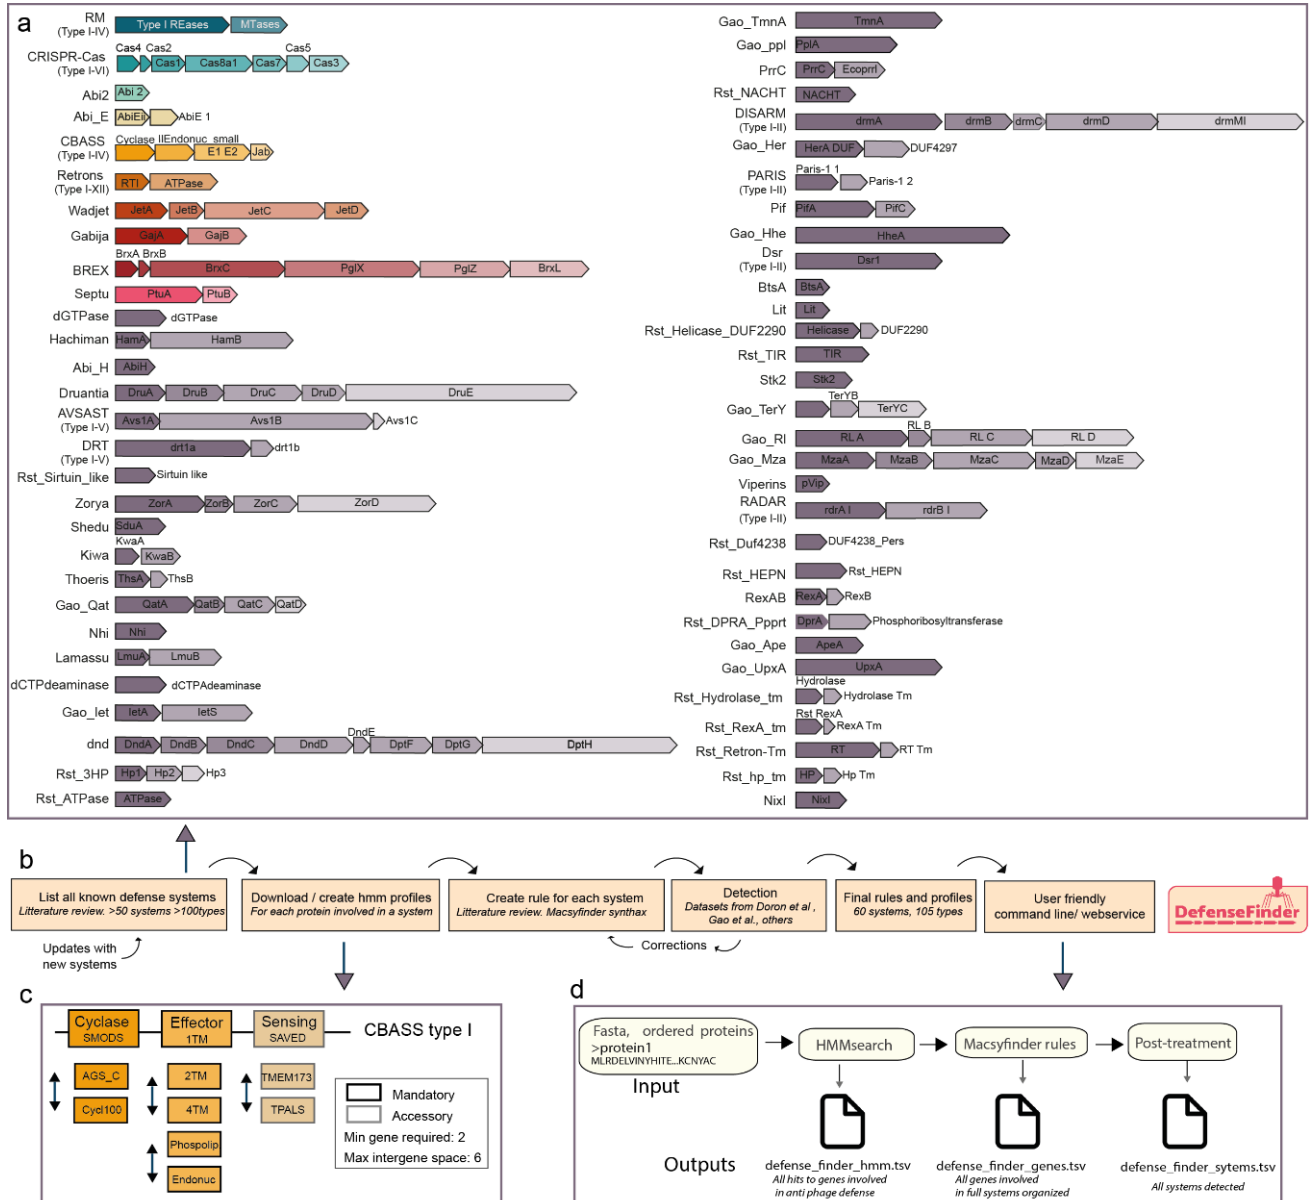 a
RM
(Type I-IV)
Type I REases
MTases
CRISPR-Cas
(Type I-VI)
Cas4
Cas2
Cas1
Cas8a1
Cas7
Cas5
Cas3
Abi2
Abi 2
Abi_E
AbiEii
AbiE 1
CBASS
(Type I-IV)
Cyclase IIEndonuc_small
E1 E2
Jab
Retrons
(Type I-XII)
RTI
ATPase
Wadjet
JetA
JetB
JetC
JetD
Gabija
GajA
GajB
BREX
BrxA
BrxB
BrxC
PglX
PglZ
BrxL
Septu
PtuA
PtuB
dGTPase
dGTPase
Hachiman
HamA
HamB
Abi_H
AbiH
Druantia
DruA
DruB
DruC
DruD
DruE
AVSAST
(Type I-V)
Avs1A
Avs1B
Avs1C
DRT
(Type I-V)
drt1a
drt1b
Rst_Sirtuin_like
Sirtuin like
Zorya
ZorA
ZorB
ZorC
ZorD
Shedu
SduA
Kiwa
KwaA
KwaB
Thoeris
ThsA
ThsB
Gao_Qat
QatA
QatB
QatC
QatD
Nhi
Nhi
Lamassu
LmuA
LmuB
dCTPdeaminase
dCTPAdeaminase
Gao_Iet
IetA
IetS
dnd
DndA
DndB
DndC
DndD
DndE
DptF
DptG
DptH
Rst_3HP
Hp1
Hp2
Hp3
Rst_ATPase
ATPase
Gao_TmnA
TmnA
Gao_ppl
PplA
PrrC
PrrC
EcoprrI
Rst_NACHT
NACHT
DISARM
(Type I-II)
drmA
drmB
drmC
drmD
drmMI
Gao_Her
HerA DUF
DUF4297
PARIS
(Type I-II)
Paris-1 1
Paris-1 2
Pif
PifA
PifC
Gao_Hhe
HheA
Dsr
(Type I-II)
Dsr1
BtsA
BtsA
Lit
Lit
Rst_Helicase_DUF2290
Helicase
DUF2290
Rst_TIR
TIR
Stk2
Stk2
Gao_TerY
TerYB
TerYC
Gao_Rl
RL A
RL B
RL C
RL D
Gao_Mza
MzaA
MzaB
MzaC
MzaD
MzaE
Viperins
pVip
RADAR
(Type I-II)
rdrA I
rdrB I
Rst_Duf4238
DUF4238_Pers
Rst_HEPN
Rst_HEPN
RexAB
RexA
RexB
Rst_DPRA_Ppprt
DprA
Phosphoribosyltransferase
Gao_Ape
ApeA
Gao_UpxA
UpxA
Rst_Hydrolase_tm
Hydrolase
Hydrolase Tm
Rst_RexA_tm
Rst RexA
RexA Tm
Rst_Retron-Tm
RT
RT Tm
Rst_hp_tm
HP
Hp Tm
NixI
NixI
b
List all known defense systems
Litterature review. >50 systems >100types
Updates with
new systems
Download / create hmm profiles
For each protein involved in a system
Create rule for each system
Litterature review. Macsyfinder synthax
Detection
Datasets from Doron et al ,
Gao et al., others
Corrections
Final rules and profiles
60 systems, 105 types
User friendly
command line/ webservice
DefenseFinder
c
Cyclase
SMODS
Effector
1TM
Sensing
SAVED
CBASS type I
AGS_C
Cycl100
2TM
4TM
Phospolip
Endonuc
TMEM173
TPALS
Mandatory
Accessory
Min gene required: 2
Max intergene space: 6
d
Fasta, ordered proteins
>protein1
MLRDELVINYHITE...KCNYAC
Input
HMMsearch
Macsyfinder rules
Post-treatment
Outputs
defense_finder_hmm.tsv
All hits to genes involved
in anti phage defense
defense_finder_genes.tsv
All genes involved
in full systems organized
defense_finder_sytems.tsv
All systems detected